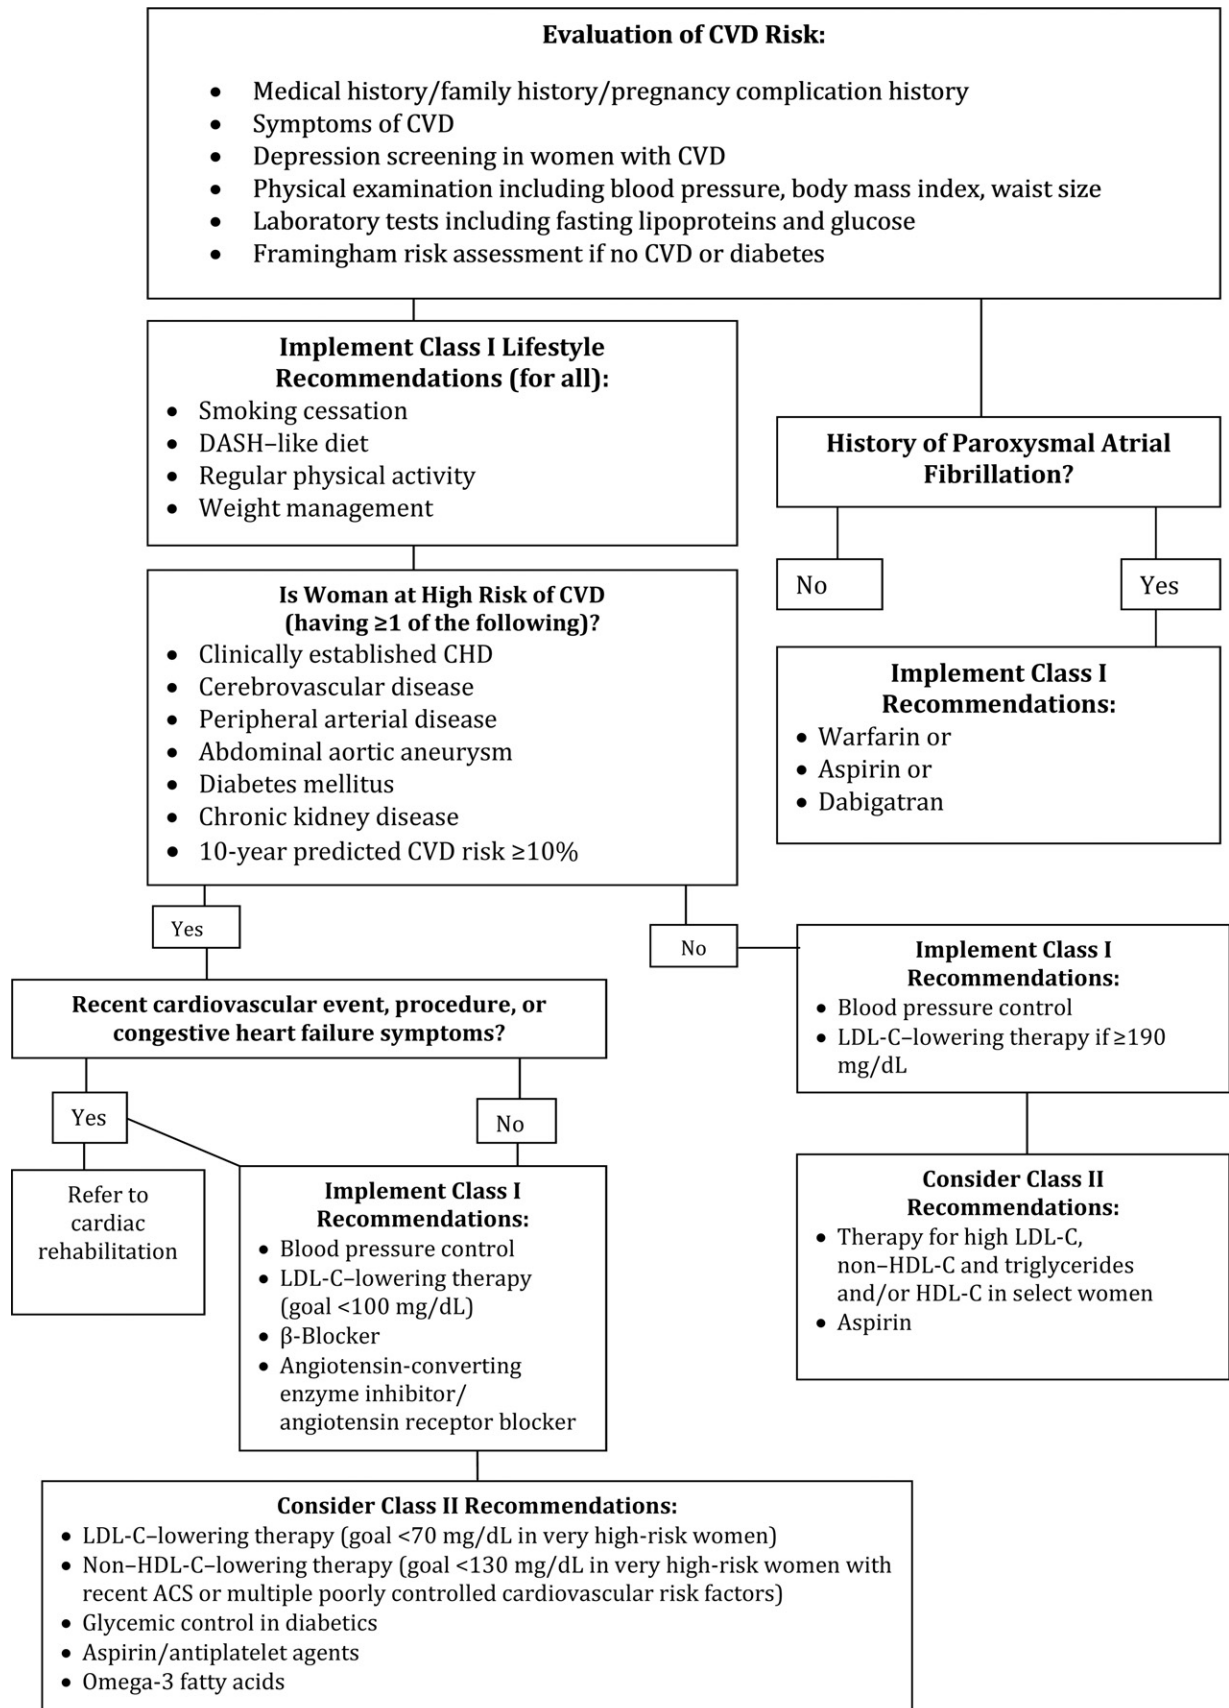 Evaluation of CVD Risk:
• Medical history/family history/pregnancy complication history
• Symptoms of CVD
• Depression screening in women with CVD
• Physical examination including blood pressure, body mass index, waist size
• Laboratory tests including fasting lipoproteins and glucose
• Framingham risk assessment if no CVD or diabetes
Implement Class I Lifestyle
Recommendations (for all):
• Smoking cessation
• DASH–like diet
• Regular physical activity
• Weight management
History of Paroxysmal Atrial
Fibrillation?
No
Yes
Implement Class I
Recommendations:
• Warfarin or
• Aspirin or
• Dabigatran
Is Woman at High Risk of CVD
(having ≥1 of the following)?
• Clinically established CHD
• Cerebrovascular disease
• Peripheral arterial disease
• Abdominal aortic aneurysm
• Diabetes mellitus
• Chronic kidney disease
• 10-year predicted CVD risk ≥10%
Yes
No
Implement Class I
Recommendations:
• Blood pressure control
• LDL-C–lowering therapy if ≥190
mg/dL
Recent cardiovascular event, procedure, or
congestive heart failure symptoms?
Yes
No
Refer to
cardiac
rehabilitation
Implement Class I
Recommendations:
• Blood pressure control
• LDL-C–lowering therapy
(goal <100 mg/dL)
• β-Blocker
• Angiotensin-converting
enzyme inhibitor/
angiotensin receptor blocker
Consider Class II
Recommendations:
• Therapy for high LDL-C,
non–HDL-C and triglycerides
and/or HDL-C in select women
• Aspirin
Consider Class II Recommendations:
• LDL-C–lowering therapy (goal <70 mg/dL in very high-risk women)
• Non–HDL-C–lowering therapy (goal <130 mg/dL in very high-risk women with
recent ACS or multiple poorly controlled cardiovascular risk factors)
• Glycemic control in diabetics
• Aspirin/antiplatelet agents
• Omega-3 fatty acids